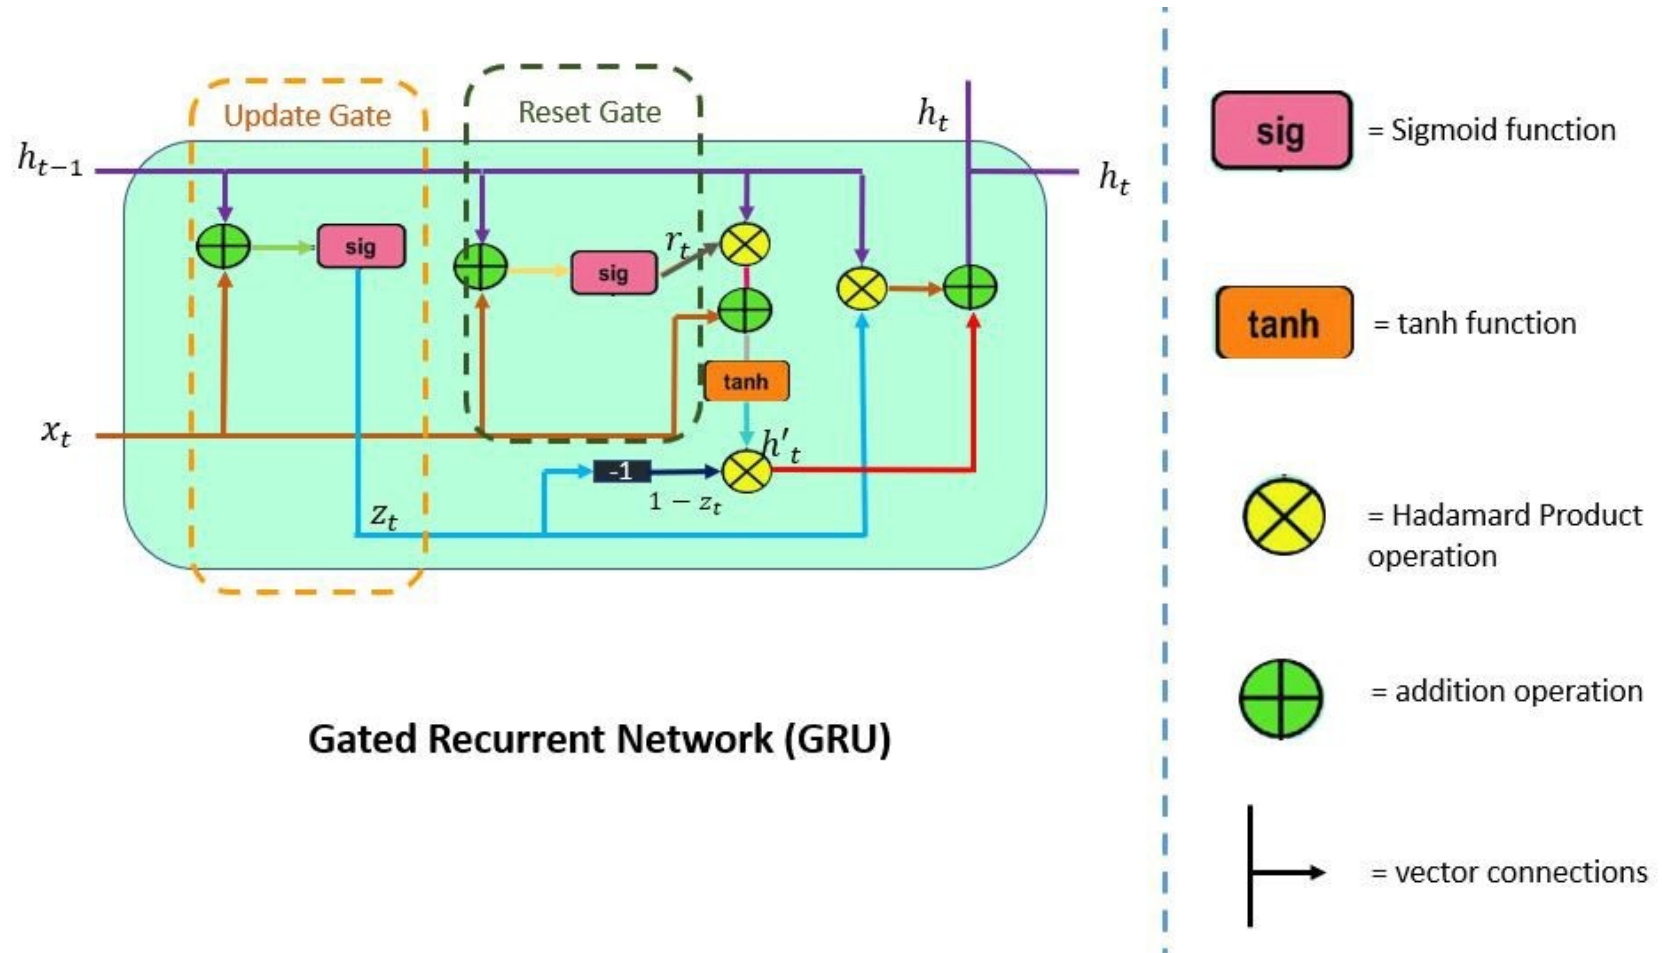 Update Gate
Reset Gate
h_t
h_{t-1}
h_t
sig
r_t
sig
tanh
x_t
h'_t
-1
1 − z_t
z_t
Gated Recurrent Network (GRU)
sig = Sigmoid function
tanh = tanh function
= Hadamard Product
operation
= addition operation
= vector connections